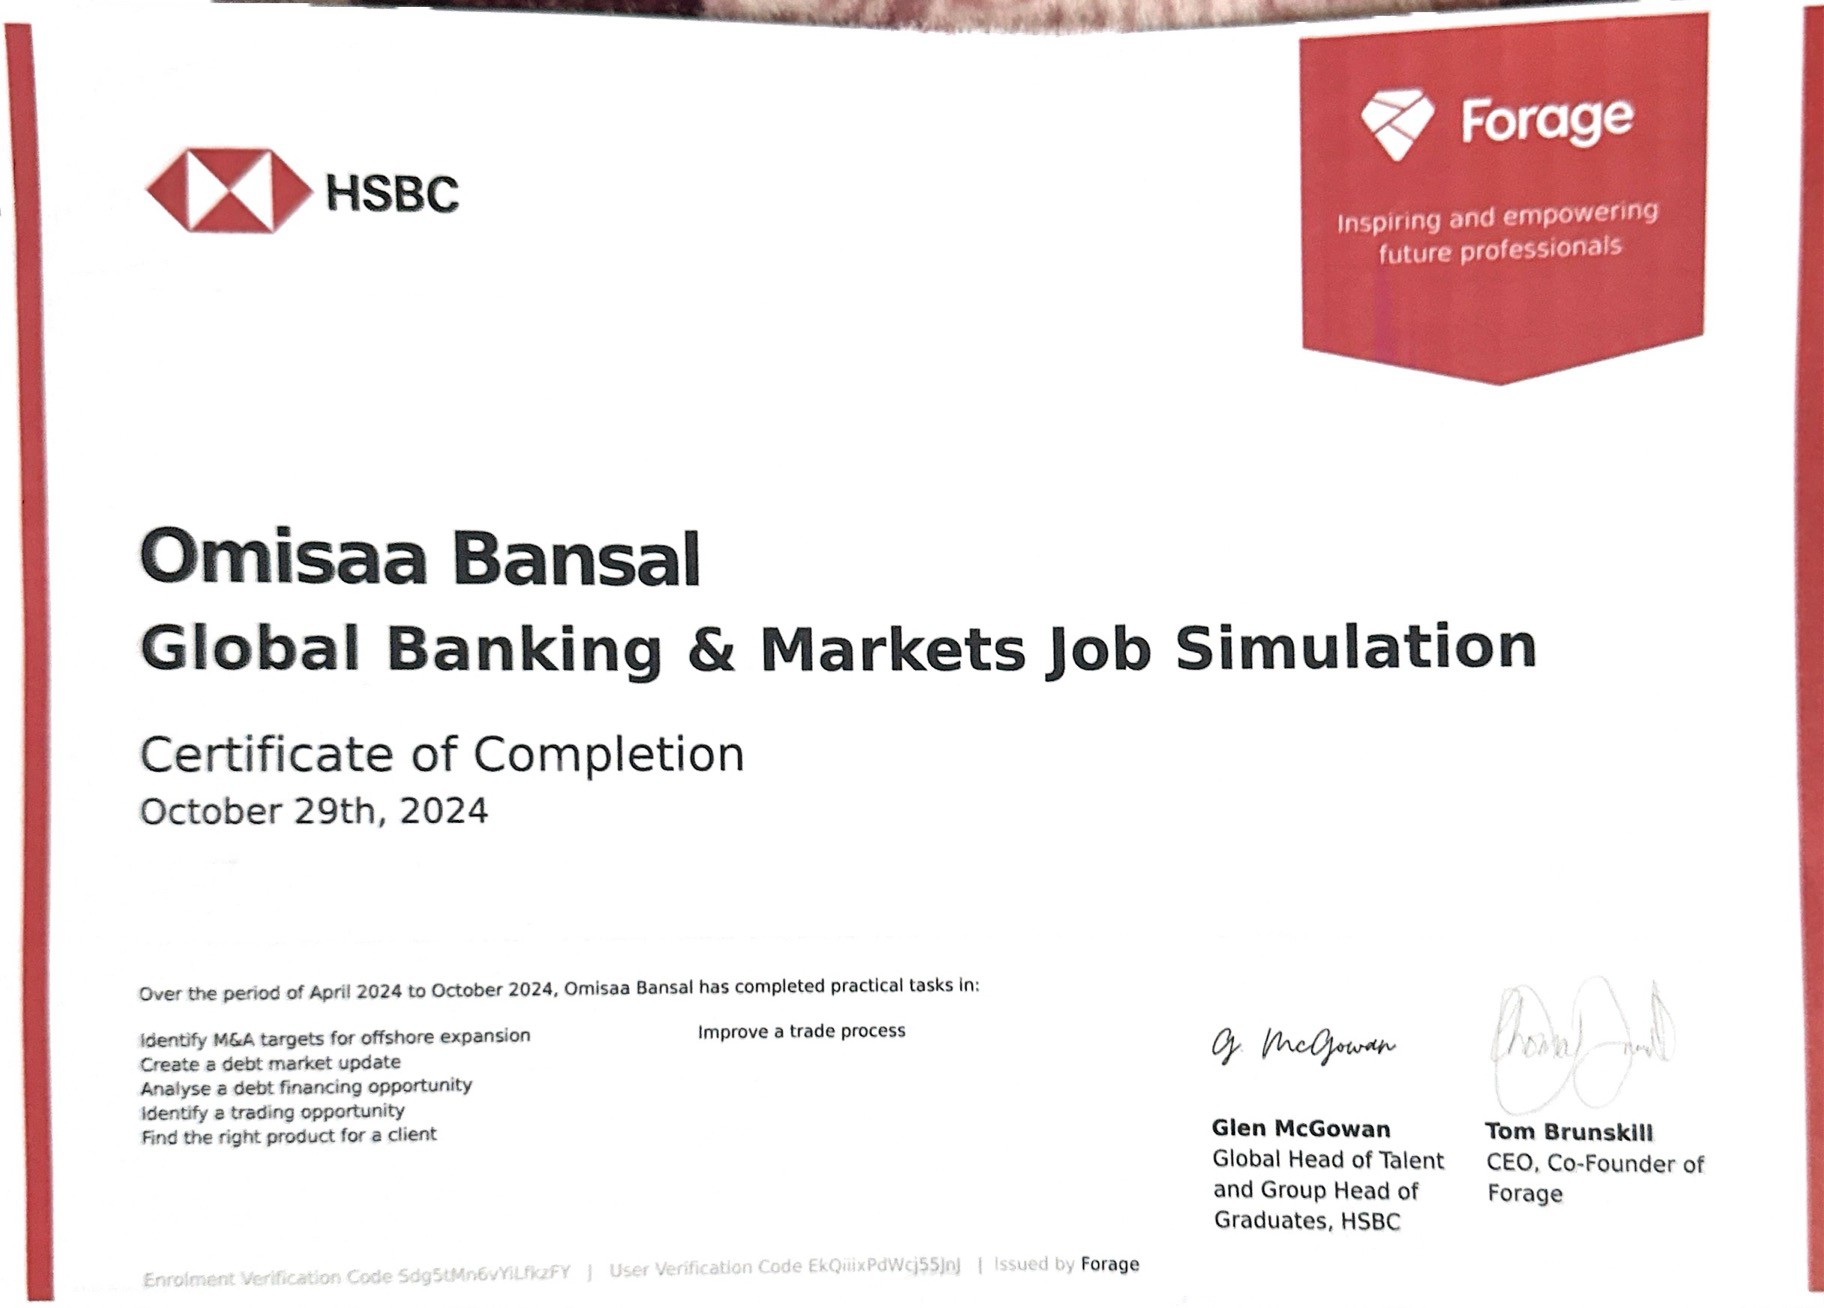 HSBC
Forage
Inspiring and empowering
future professionals
Omisaa Bansal
Global Banking & Markets Job Simulation
Certificate of Completion
October 29th, 2024
Over the period of April 2024 to October 2024, Omisaa Bansal has completed practical tasks in:
Identify M&A targets for offshore expansion
Create a debt market update
Analyse a debt financing opportunity
Identify a trading opportunity
Find the right product for a client
Improve a trade process
G. McGowan
Glen McGowan
Global Head of Talent
and Group Head of
Graduates, HSBC
Tom Brunskill
CEO, Co-Founder of
Forage
Enrolment Verification Code Sdg5tMn6vYiLfkzFY | User Verification Code EkQiiixPdWcj55JnJ | Issued by Forage